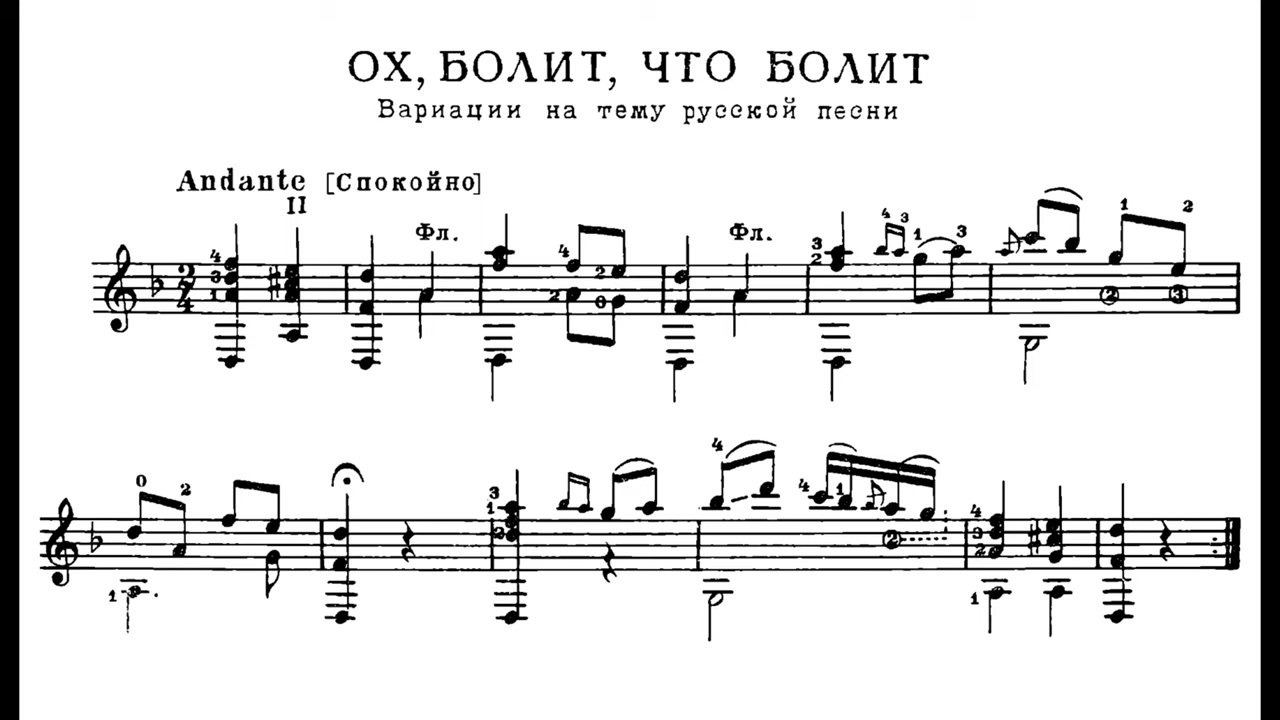 ОХ, БОЛИТ, ЧТО БОЛИТ
Вариации на тему русской песни
Andante [Спокойно]
II
Фл. Фл.